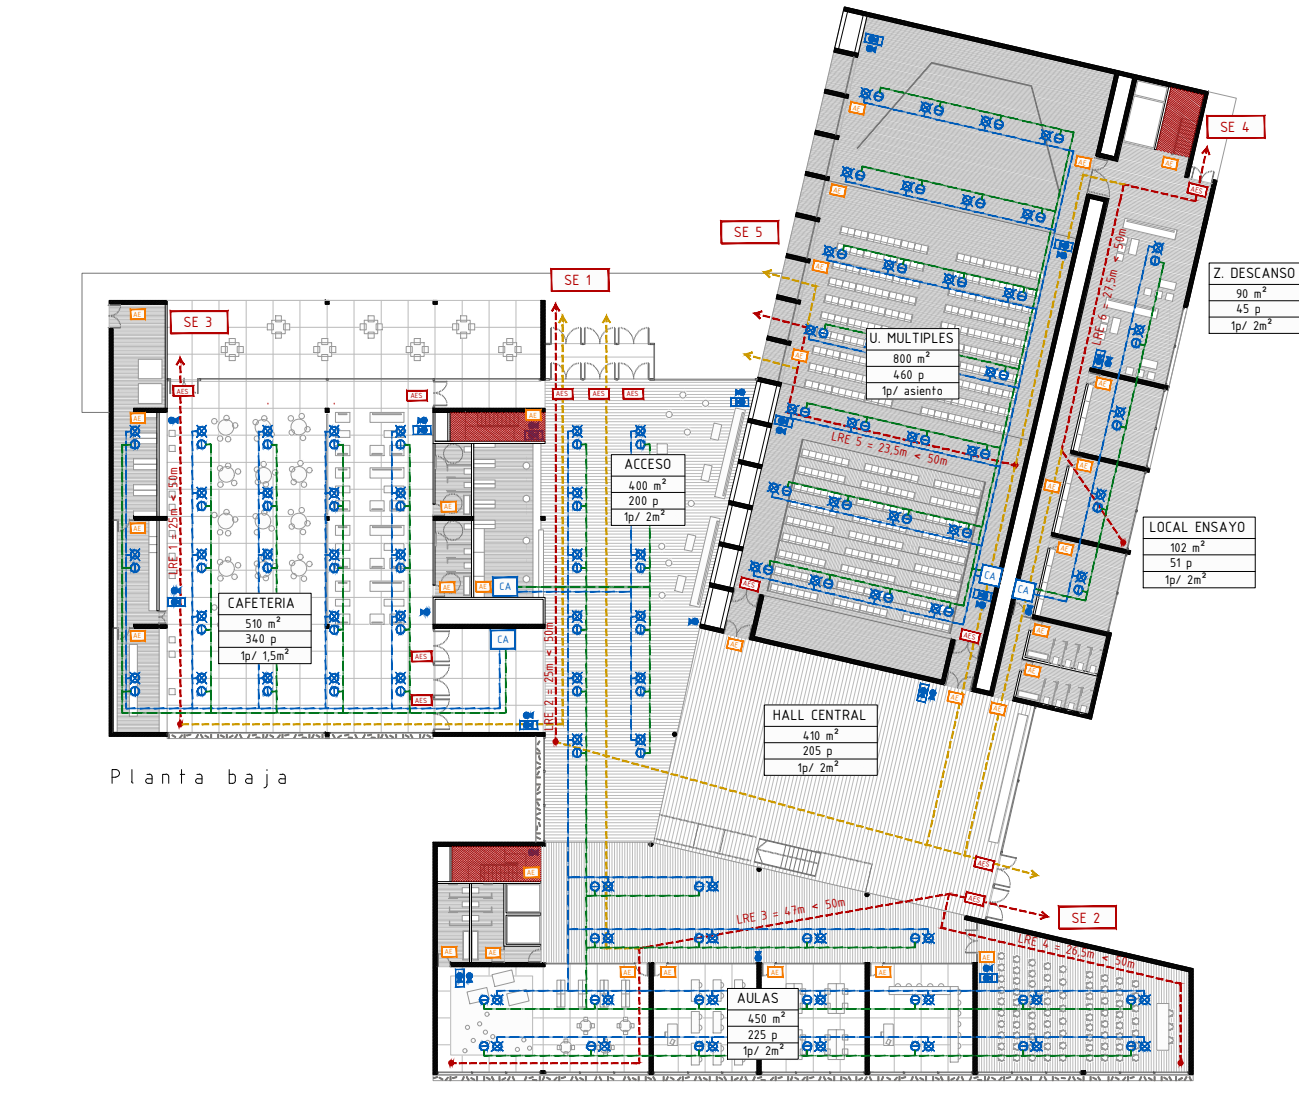 SE 4
SE 5
Z. DESCANSO
90 m²
45 p
1p/ 2m²
SE 1
SE 3
LRE 6 = 27,5m < 50m
U. MULTIPLES
800 m²
460 p
1p/ asiento
AE
AES
LRE 5 = 23,5m < 50m
ACCESO
400 m²
200 p
1p/ 2m²
LRE 1 = 25m < 50m
LOCAL ENSAYO
102 m²
51 p
1p/ 2m²
CA
CA
CA
CA
CAFETERIA
510 m²
340 p
1p/ 1,5m²
LRE 2 = 25m < 50m
HALL CENTRAL
410 m²
205 p
1p/ 2m²
Planta baja
LRE 3 = 47m < 50m
SE 2
LRE 4 = 26,5m < 50m
AULAS
450 m²
225 p
1p/ 2m²